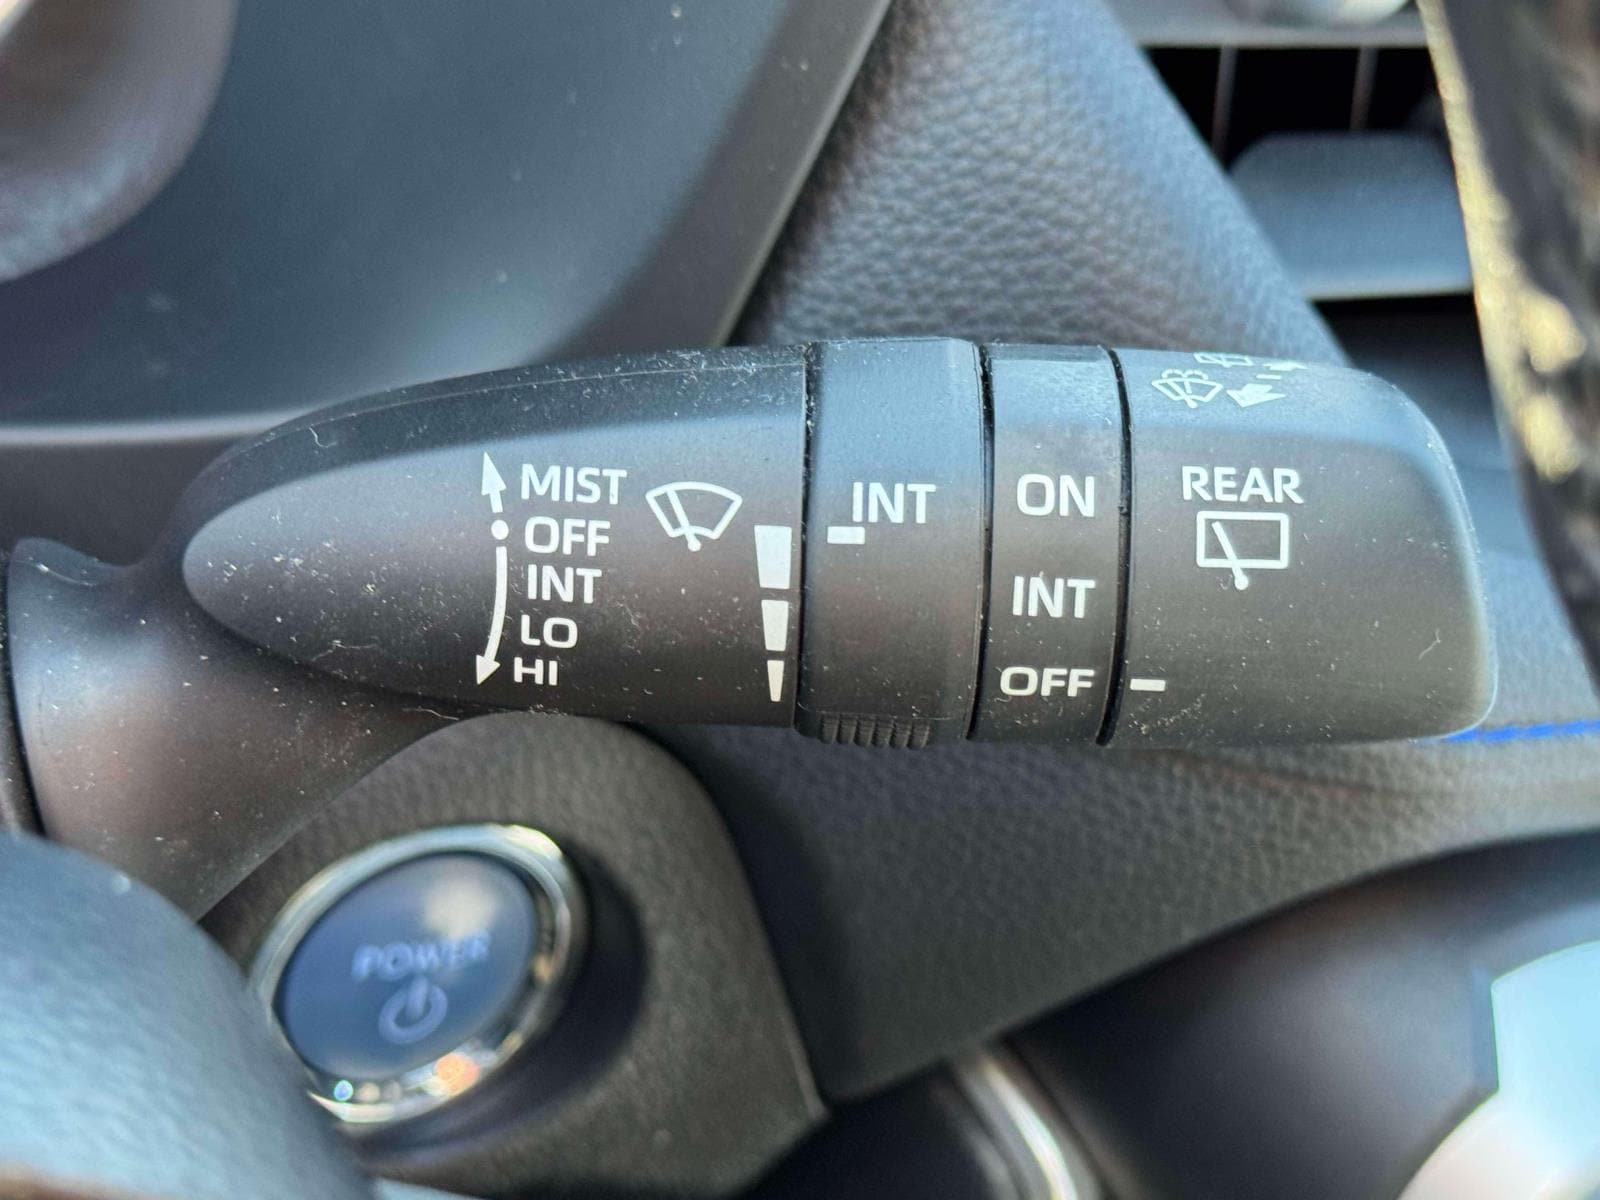 MIST
OFF
INT
LO
HI
INT
ON
INT
OFF
REAR
POWER